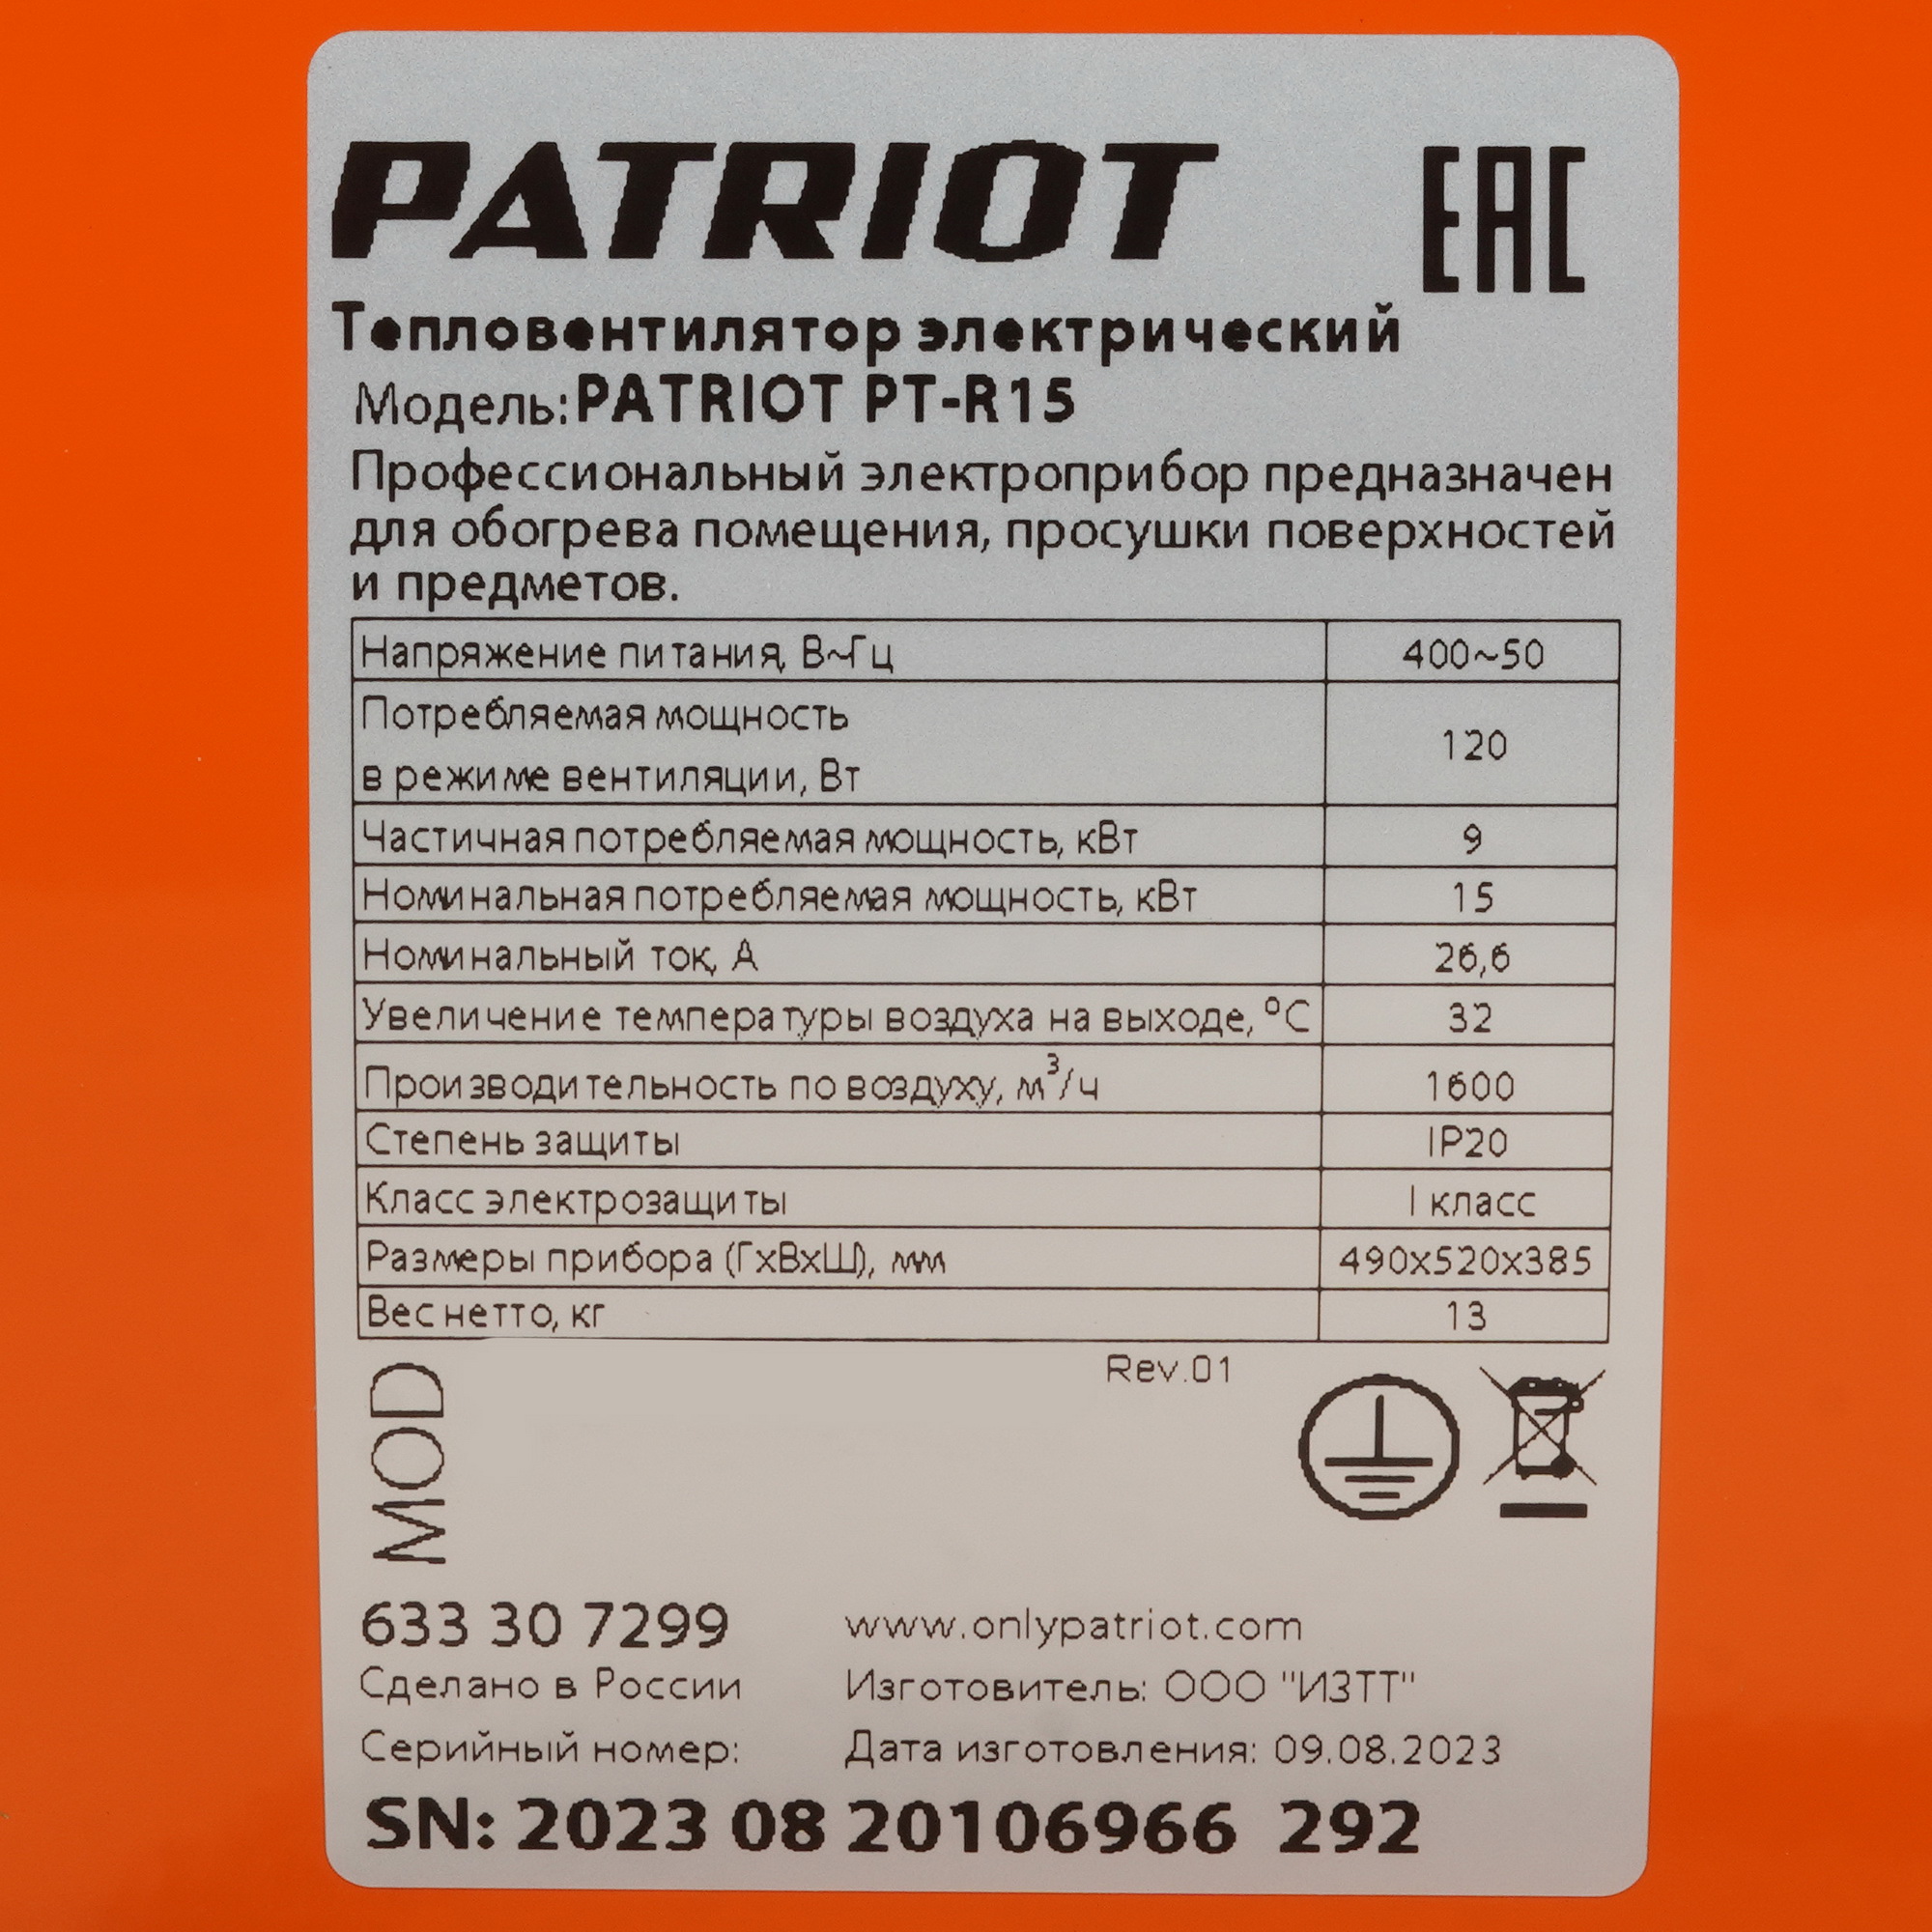 PATRIOT
EAC
Тепловентилятор электрический
Модель: PATRIOT PT-R15
Профессиональный электроприбор предназначен
для обогрева помещения, просушки поверхностей
и предметов.
Напряжение питания, В~Гц 400~50
Потребляемая мощность
в режиме вентиляции, Вт 120
Частичная потребляемая мощность, кВт 9
Номинальная потребляемая мощность, кВт 15
Номинальный ток, А 26,6
Увеличение температуры воздуха на выходе, °С 32
Производительность по воздуху, м³/ч 1600
Степень защиты IP20
Класс электрозащиты I класс
Размеры прибора (ГхВхШ), мм 490х520х385
Вес нетто, кг 13
Rev.01
MOD
633 30 7299 www.onlypatriot.com
Сделано в России Изготовитель: ООО "ИЗТТ"
Серийный номер: Дата изготовления: 09.08.2023
SN: 2023 08 20106966 292